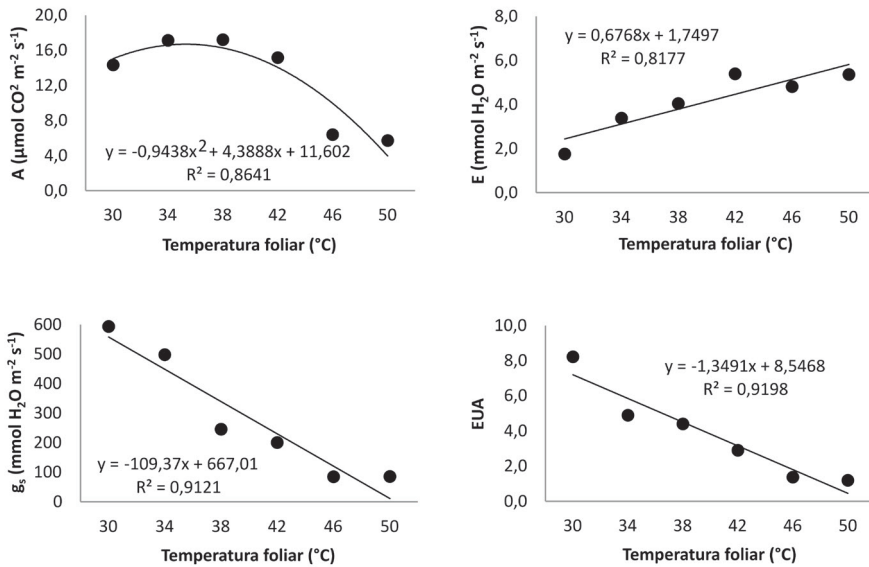 A (µmol CO² m⁻² s⁻¹)
20,0
16,0
12,0
8,0
4,0
0,0
y = -0,9438x² + 4,3888x + 11,602
R² = 0,8641
30 34 38 42 46 50
Temperatura foliar (°C)
E (mmol H₂O m⁻² s⁻¹)
8,0
6,0
4,0
2,0
0,0
y = 0,6768x + 1,7497
R² = 0,8177
30 34 38 42 46 50
Temperatura foliar (°C)
gₛ (mmol H₂O m⁻² s⁻¹)
600
500
400
300
200
100
0
y = -109,37x + 667,01
R² = 0,9121
30 34 38 42 46 50
Temperatura foliar (°C)
EUA
10,0
8,0
6,0
4,0
2,0
0,0
y = -1,3491x + 8,5468
R² = 0,9198
30 34 38 42 46 50
Temperatura foliar (°C)